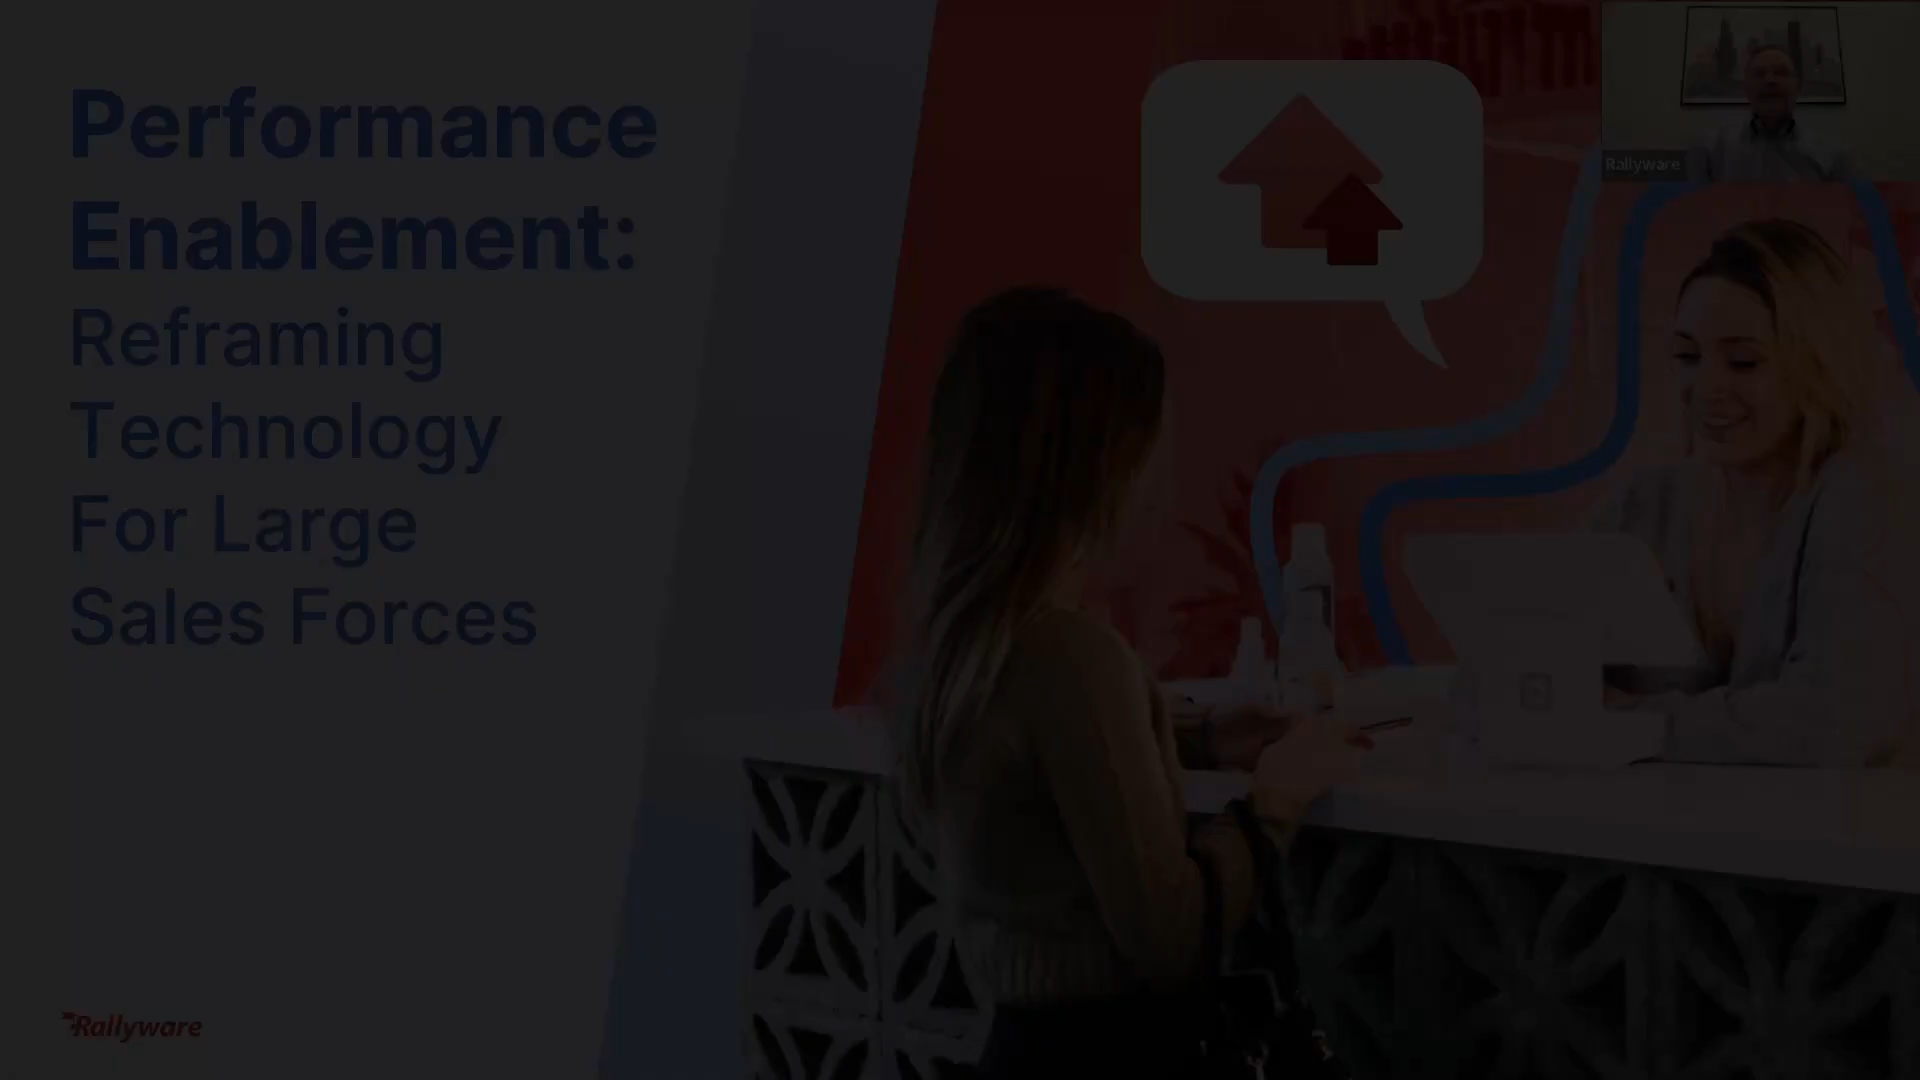 Performance
Enablement:
Reframing
Technology
For Large
Sales Forces
Rallyware
Rallyware